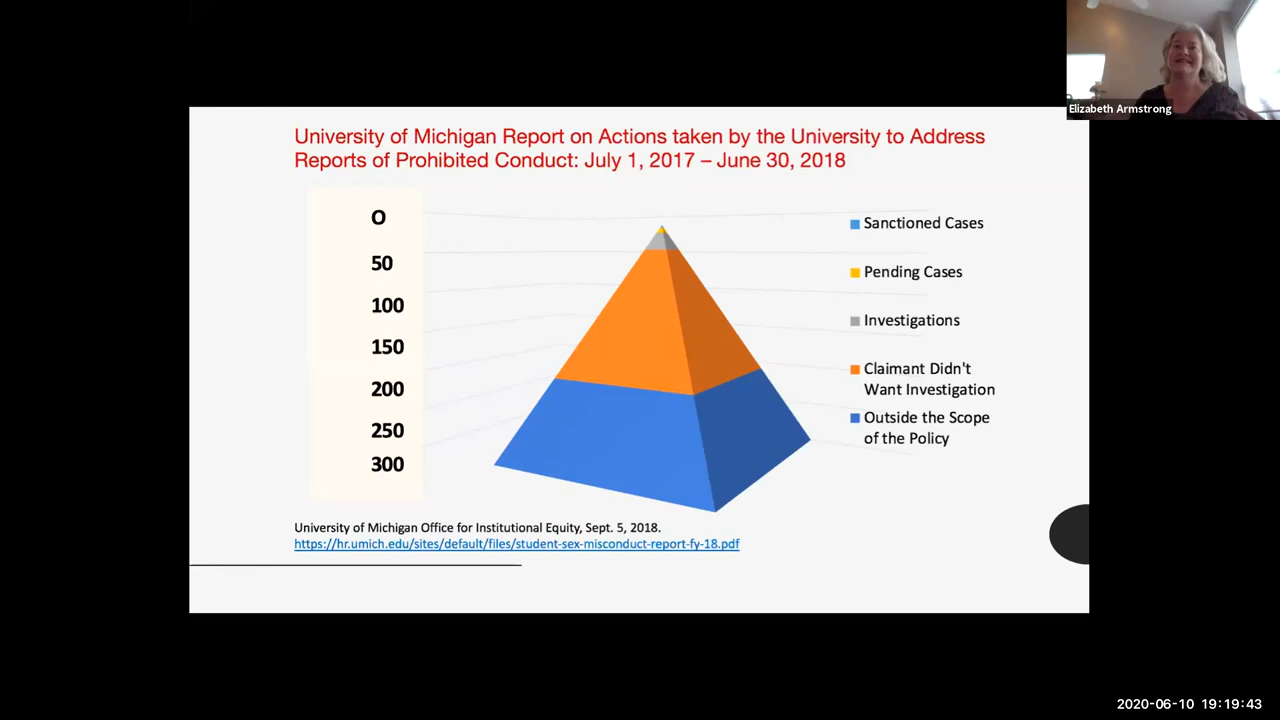 Elizabeth Armstrong
University of Michigan Report on Actions taken by the University to Address
Reports of Prohibited Conduct: July 1, 2017 – June 30, 2018
O
50
100
150
200
250
300
Sanctioned Cases
Pending Cases
Investigations
Claimant Didn't
Want Investigation
Outside the Scope
of the Policy
University of Michigan Office for Institutional Equity, Sept. 5, 2018.
https://hr.umich.edu/sites/default/files/student-sex-misconduct-report-fy-18.pdf
2020-06-10 19:19:43